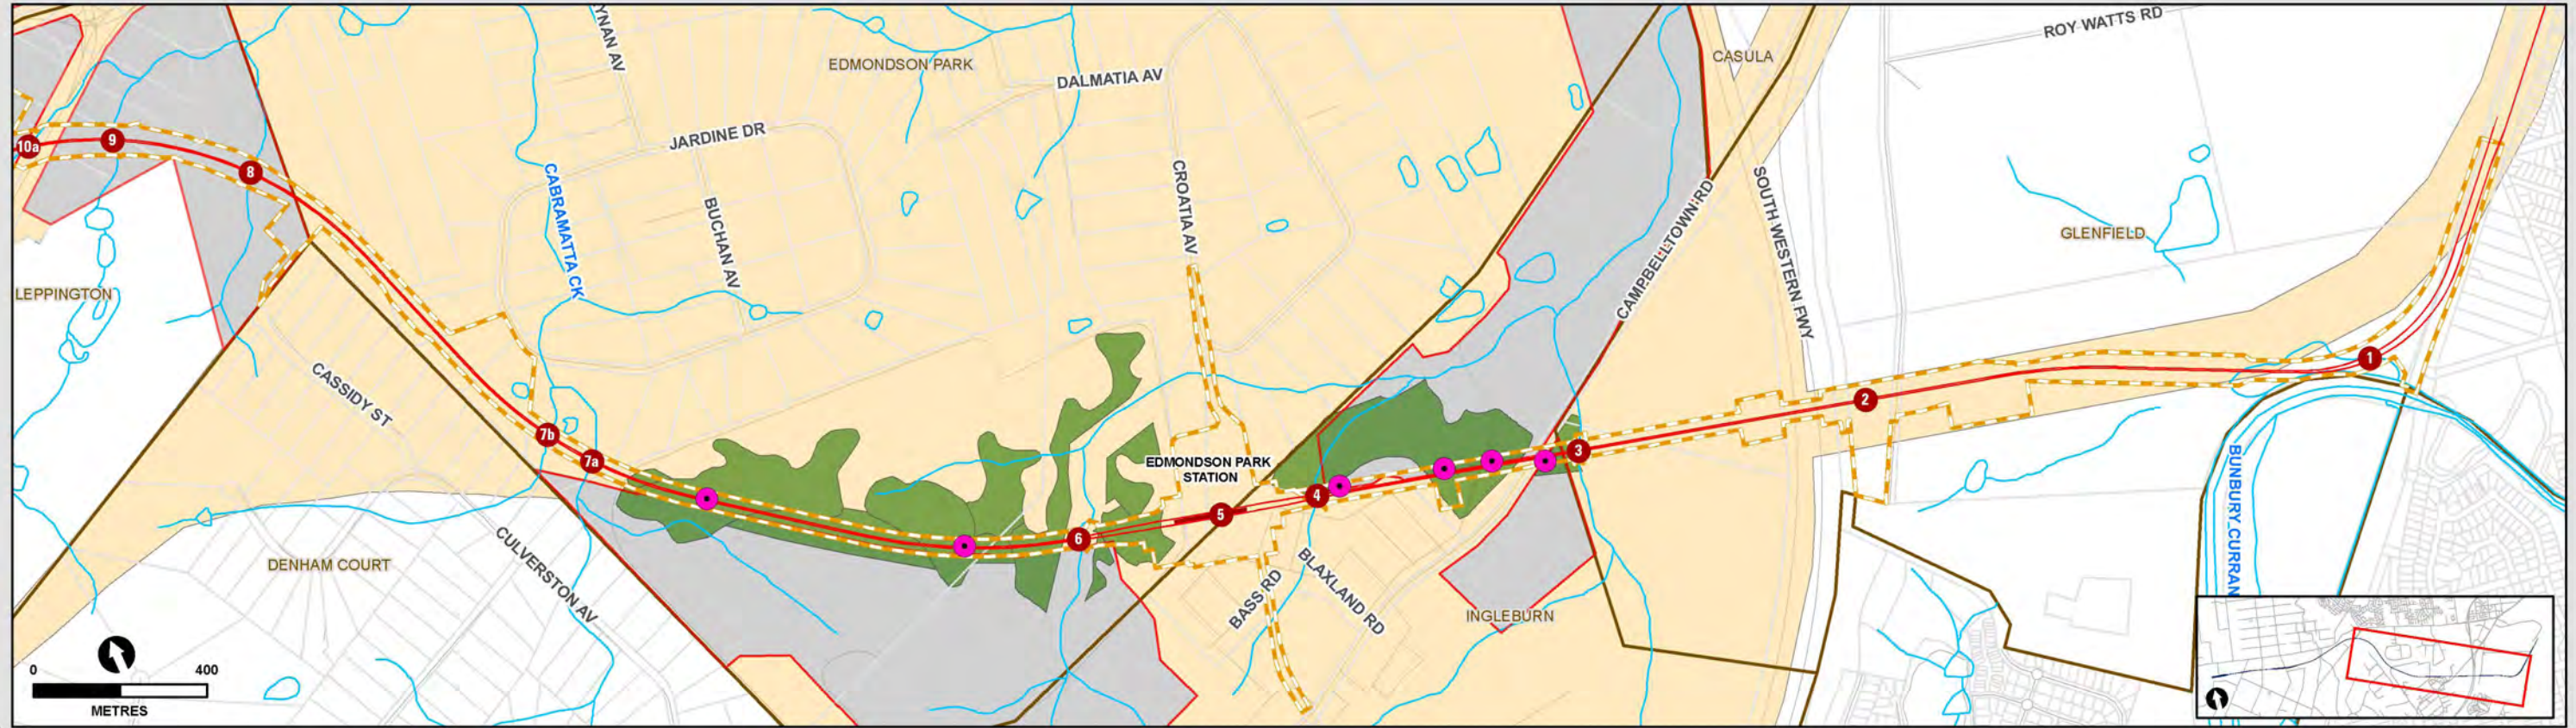 YNAN AV
EDMONDSON PARK
DALMATIA AV
CASULA
ROY WATTS RD
JARDINE DR
10a
9
8
CABRAMATTA CK
BUCHAN AV
CROATIA AV
CAMPBELLTOWN RD
SOUTH WESTERN FWY
GLENFIELD
LEPPINGTON
CASSIDY ST
1
2
3
7b
7a
EDMONDSON PARK
STATION
4
5
6
BUNBURY CURRAN
DENHAM COURT
CULVERSTON AV
BASS RD
BLAXLAND RD
INGLEBURN
0 400
METRES